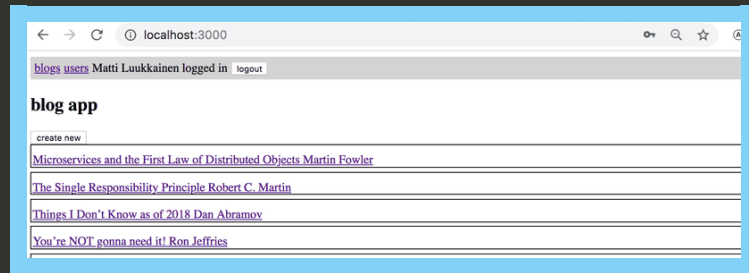 localhost:3000
blogs users Matti Luukkainen logged in logout
blog app
create new
Microservices and the First Law of Distributed Objects Martin Fowler
The Single Responsibility Principle Robert C. Martin
Things I Don't Know as of 2018 Dan Abramov
You're NOT gonna need it! Ron Jeffries